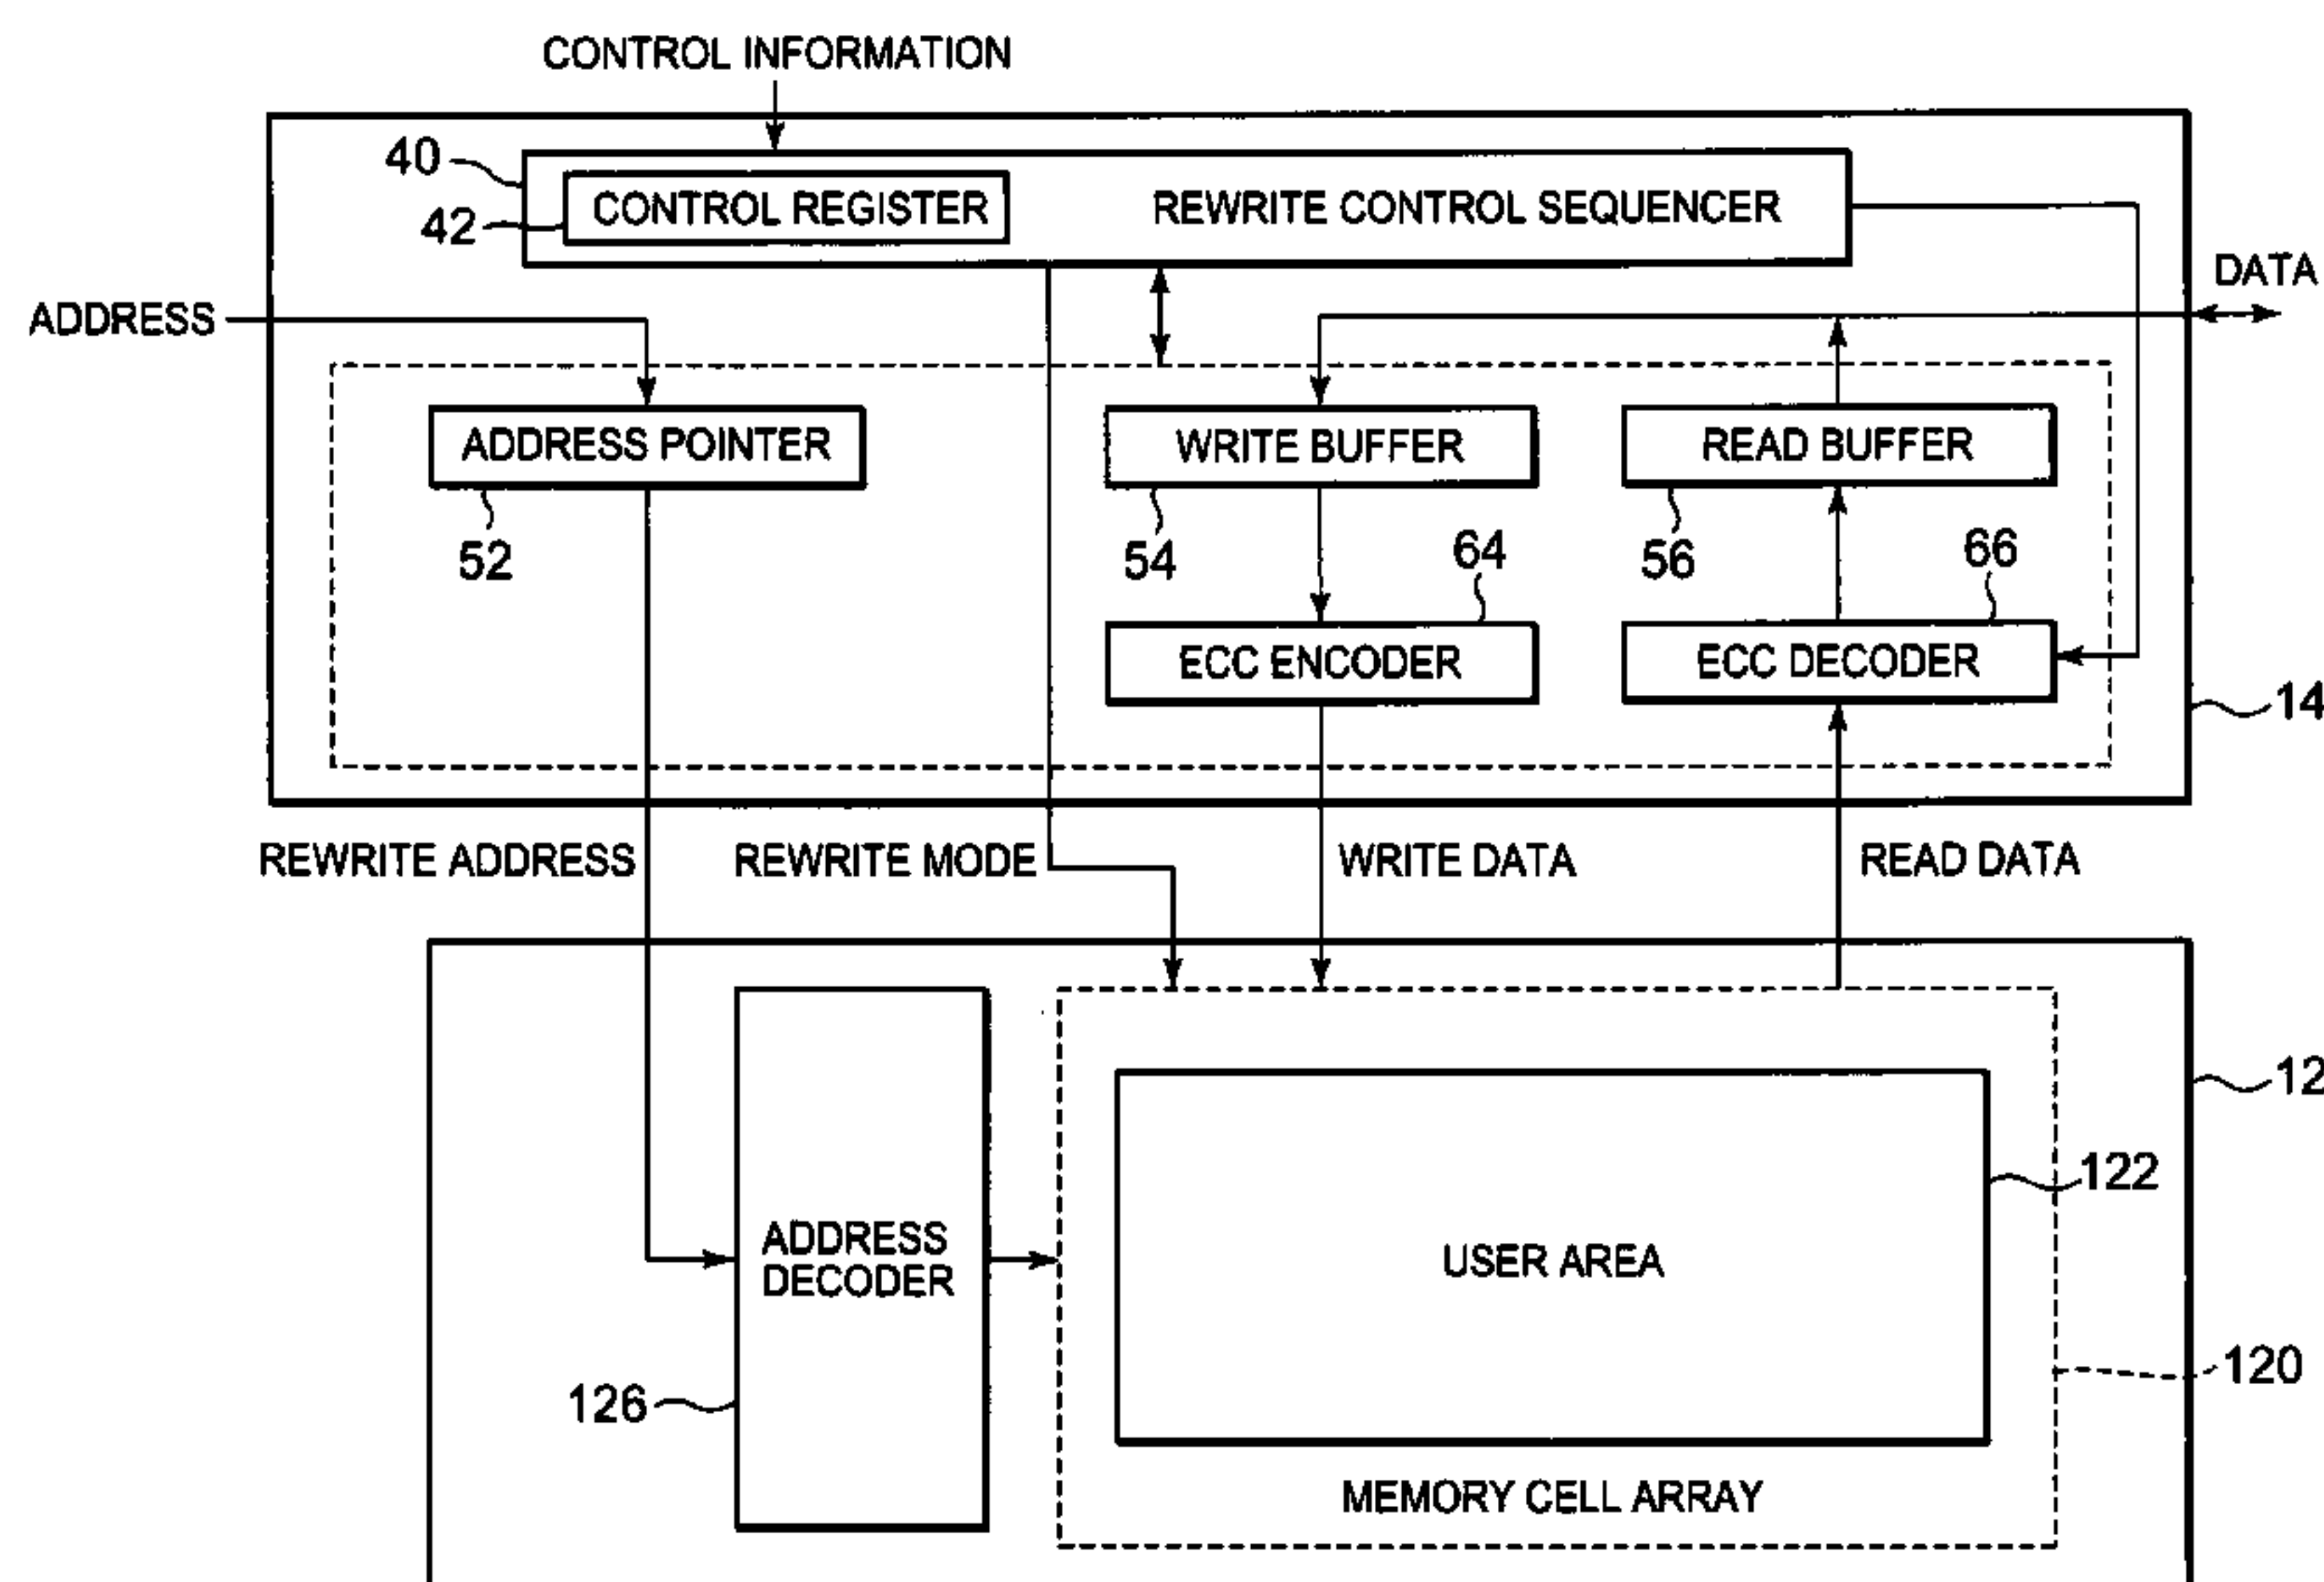 CONTROL INFORMATION
40
CONTROL REGISTER
REWRITE CONTROL SEQUENCER
42
DATA
ADDRESS
ADDRESS POINTER
WRITE BUFFER
READ BUFFER
52
54
64
56
66
ECC ENCODER
ECC DECODER
14
REWRITE ADDRESS
REWRITE MODE
WRITE DATA
READ DATA
12
122
ADDRESS
DECODER
USER AREA
120
126
MEMORY CELL ARRAY